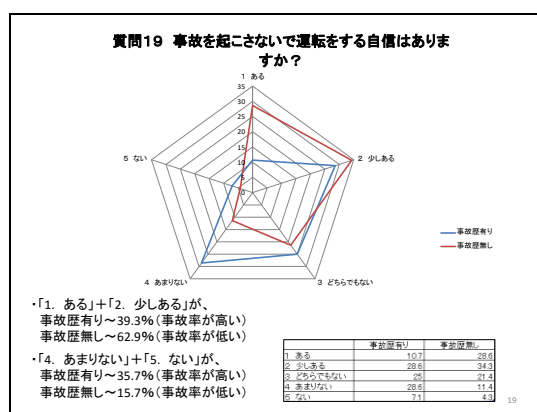 質問19 事故を起こさないで運転をする自信はありま
すか?
1 ある
35
30
25
20
15
10
5
0
5 ない
2 少しある
事故歴有り
事故歴無し
4 あまりない
3 どちらでもない
・「1. ある」+「2. 少しある」が、
事故歴有り~39.3%(事故率が高い)
事故歴無し~62.9%(事故率が低い)
・「4. あまりない」+「5. ない」が、
事故歴有り~35.7%(事故率が高い)
事故歴無し~15.7%(事故率が低い)
事故歴有り 事故歴無し
1 ある 10.7 28.6
2 少しある 28.6 34.3
3 どちらでもない 25 21.4
4 あまりない 28.6 11.4
5 ない 7.1 4.3
19